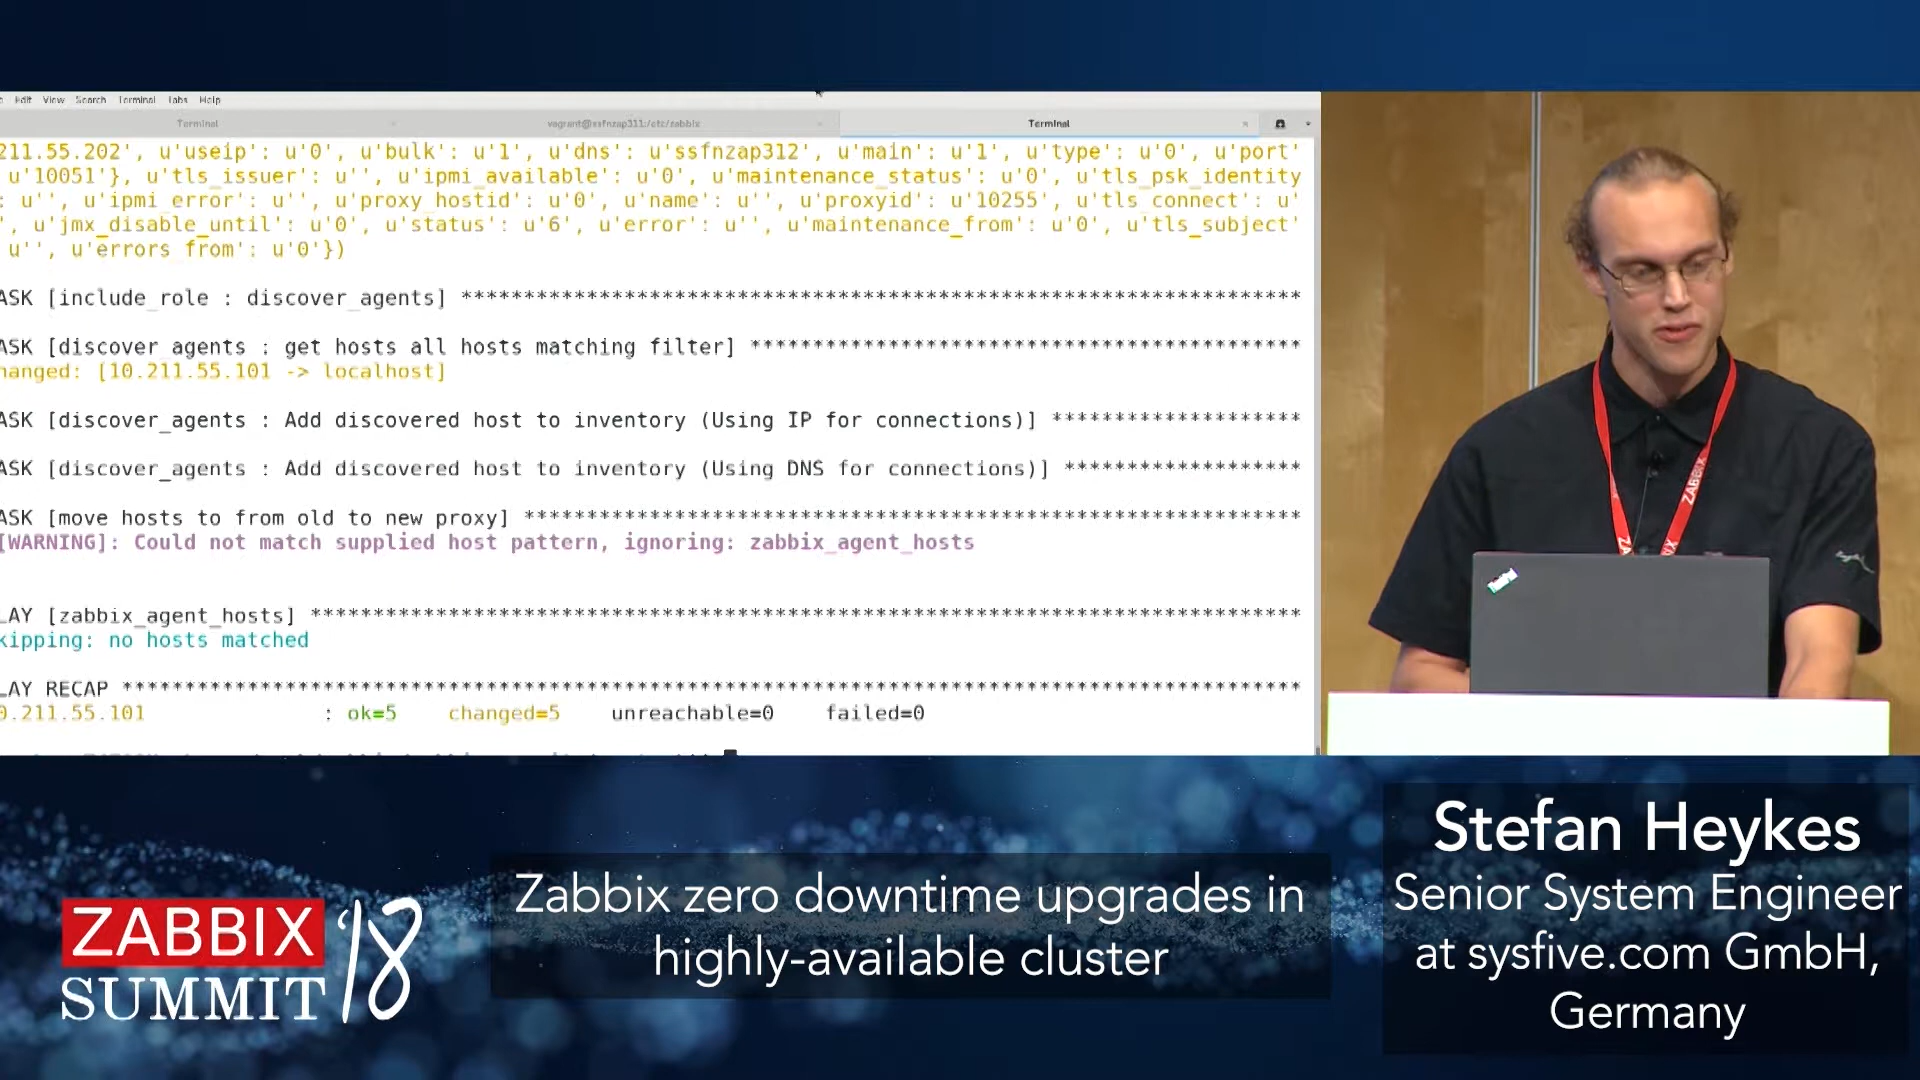 Edit View Search Terminal Tabs Help
Terminal
vagrant@ssfnzap311:/etc/zabbix
Terminal
211.55.202', u'useip': u'0', u'bulk': u'1', u'dns': u'ssfnzap312', u'main': u'1', u'type': u'0', u'port'
u'10051'}, u'tls_issuer': u'', u'ipmi_available': u'0', u'maintenance_status': u'0', u'tls_psk_identity
: u'', u'ipmi_error': u'', u'proxy_hostid': u'0', u'name': u'', u'proxyid': u'10255', u'tls_connect': u'
', u'jmx_disable_until': u'0', u'status': u'6', u'error': u'', u'maintenance_from': u'0', u'tls_subject'
u'', u'errors_from': u'0'})
ASK [include_role : discover_agents] *******************************************************************
ASK [discover_agents : get hosts all hosts matching filter] ********************************************
hanged: [10.211.55.101 -> localhost]
ASK [discover_agents : Add discovered host to inventory (Using IP for connections)] ********************
ASK [discover_agents : Add discovered host to inventory (Using DNS for connections)] *******************
ASK [move hosts to from old to new proxy] **************************************************************
[WARNING]: Could not match supplied host pattern, ignoring: zabbix_agent_hosts
LAY [zabbix_agent_hosts] *******************************************************************************
kipping: no hosts matched
LAY RECAP **********************************************************************************************
0.211.55.101 : ok=5 changed=5 unreachable=0 failed=0
ZABBIX
ZABBIX SUMMIT '18
Zabbix zero downtime upgrades in
highly-available cluster
Stefan Heykes
Senior System Engineer
at sysfive.com GmbH,
Germany